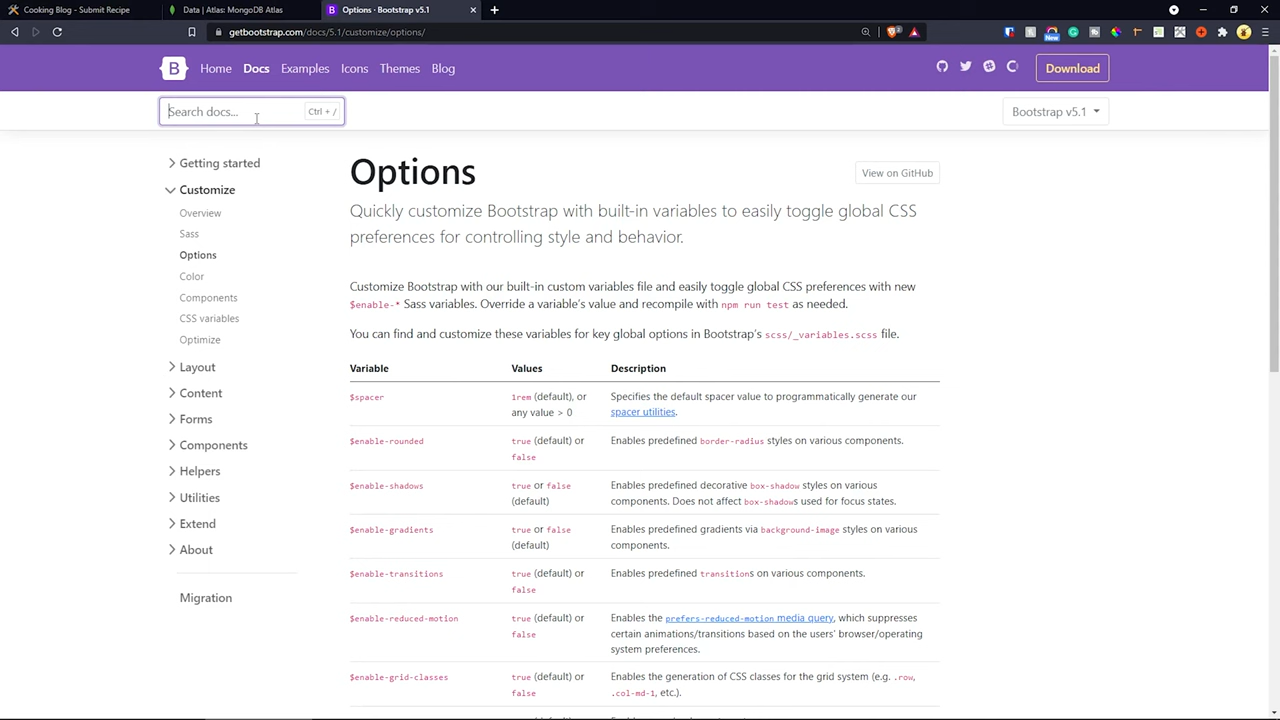 Cooking Blog - Submit Recipe
Data | Atlas: MongoDB Atlas
B
Options · Bootstrap v5.1
getbootstrap.com/docs/5.1/customize/options/
2
New
B
Home
Docs
Examples
Icons
Themes
Blog
Download
Search docs...
Ctrl + /
Bootstrap v5.1
Getting started
Customize
Overview
Sass
Options
Color
Components
CSS variables
Optimize
Layout
Content
Forms
Components
Helpers
Utilities
Extend
About
Migration
Options
View on GitHub
Quickly customize Bootstrap with built-in variables to easily toggle global CSS
preferences for controlling style and behavior.
Customize Bootstrap with our built-in custom variables file and easily toggle global CSS preferences with new
$enable-* Sass variables. Override a variable's value and recompile with npm run test as needed.
You can find and customize these variables for key global options in Bootstrap's scss/_variables.scss file.
Variable Values Description
$spacer 1rem (default), or Specifies the default spacer value to programmatically generate our
any value > 0 spacer utilities.
$enable-rounded true (default) or Enables predefined border-radius styles on various components.
false
$enable-shadows true or false Enables predefined decorative box-shadow styles on various
(default) components. Does not affect box-shadows used for focus states.
$enable-gradients true or false Enables predefined gradients via background-image styles on various
(default) components.
$enable-transitions true (default) or Enables predefined transitions on various components.
false
$enable-reduced-motion true (default) or Enables the prefers-reduced-motion media query, which suppresses
false certain animations/transitions based on the users' browser/operating
system preferences.
$enable-grid-classes true (default) or Enables the generation of CSS classes for the grid system (e.g. .row,
false .col-md-1, etc.).